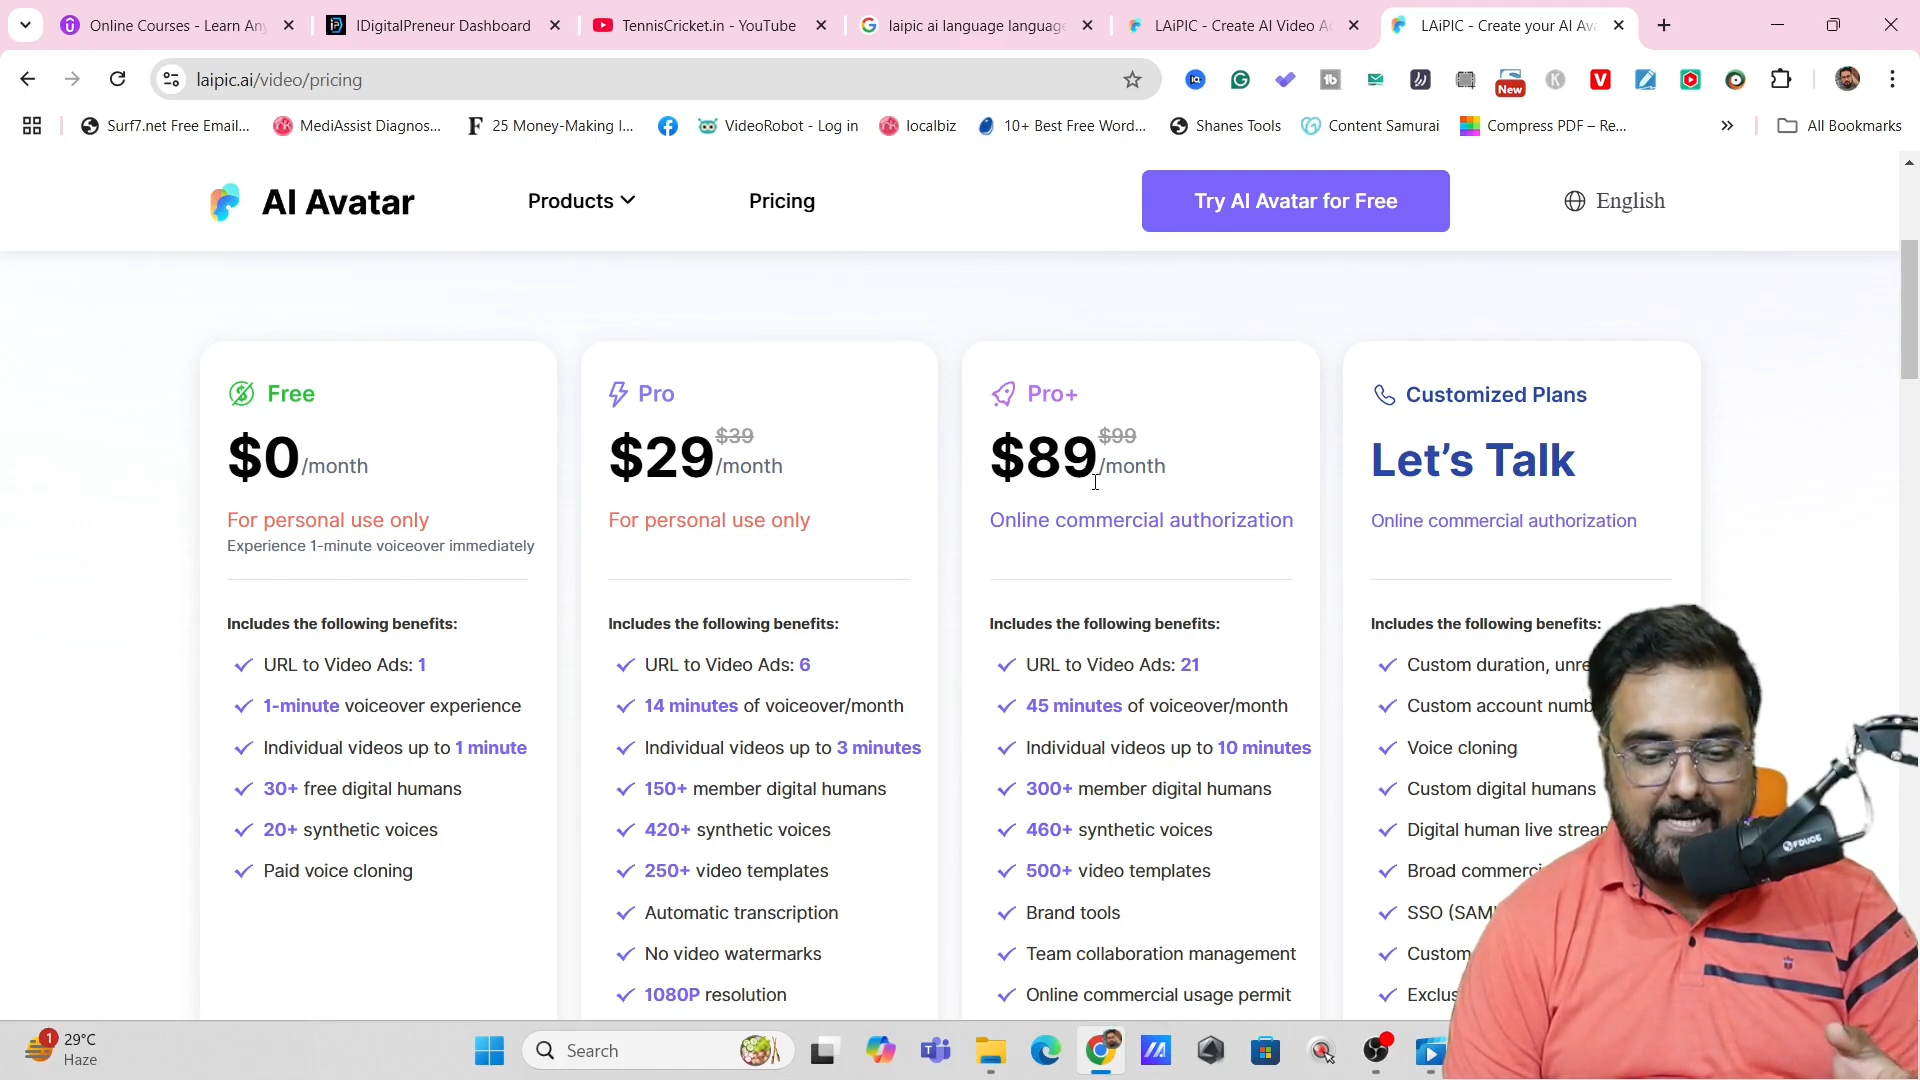 Online Courses - Learn Any
IDigitalPreneur Dashboard
TennisCricket.in - YouTube
laipic ai language language
LAiPIC - Create AI Video Ad
LAiPIC - Create your AI Ava
laipic.ai/video/pricing
New
Surf7.net Free Email...
MediAssist Diagnos...
25 Money-Making I...
VideoRobot - Log in
localbiz
10+ Best Free Word...
Shanes Tools
Content Samurai
Compress PDF – Re...
All Bookmarks
AI Avatar
Products
Pricing
Try AI Avatar for Free
English
Free
$0/month
For personal use only
Experience 1-minute voiceover immediately
Includes the following benefits:
URL to Video Ads: 1
1-minute voiceover experience
Individual videos up to 1 minute
30+ free digital humans
20+ synthetic voices
Paid voice cloning
Pro
$39
$29/month
For personal use only
Includes the following benefits:
URL to Video Ads: 6
14 minutes of voiceover/month
Individual videos up to 3 minutes
150+ member digital humans
420+ synthetic voices
250+ video templates
Automatic transcription
No video watermarks
1080P resolution
Pro+
$99
$89/month
Online commercial authorization
Includes the following benefits:
URL to Video Ads: 21
45 minutes of voiceover/month
Individual videos up to 10 minutes
300+ member digital humans
460+ synthetic voices
500+ video templates
Brand tools
Team collaboration management
Online commercial usage permit
Customized Plans
Let's Talk
Online commercial authorization
Includes the following benefits:
Custom duration, unre
Custom account numb
Voice cloning
Custom digital humans
Digital human live strea
Broad commerci
SSO (SAM
Custom
Exclus
FDUCE
1
29°C
Haze
Search